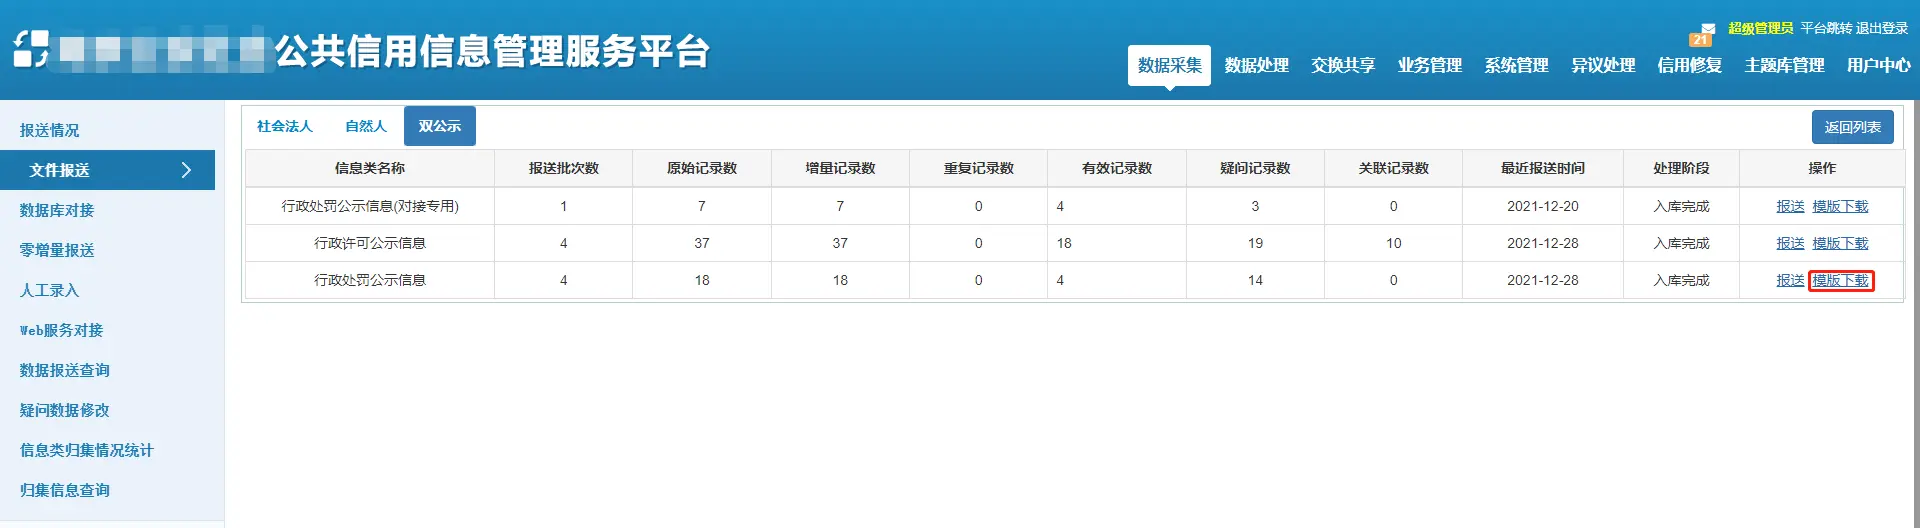 公共信用信息管理服务平台
21
超级管理员 平台跳转 退出登录
数据采集 数据处理 交换共享 业务管理 系统管理 异议处理 信用修复 主题库管理 用户中心
报送情况
文件报送
数据库对接
零增量报送
人工录入
Web服务对接
数据报送查询
疑问数据修改
信息类归集情况统计
归集信息查询
社会法人 自然人 双公示
返回列表
信息类名称 报送批次数 原始记录数 增量记录数 重复记录数 有效记录数 疑问记录数 关联记录数 最近报送时间 处理阶段 操作
行政处罚公示信息(对接专用) 1 7 7 0 4 3 0 2021-12-20 入库完成 报送 模版下载
行政许可公示信息 4 37 37 0 18 19 10 2021-12-28 入库完成 报送 模版下载
行政处罚公示信息 4 18 18 0 4 14 0 2021-12-28 入库完成 报送 模版下载